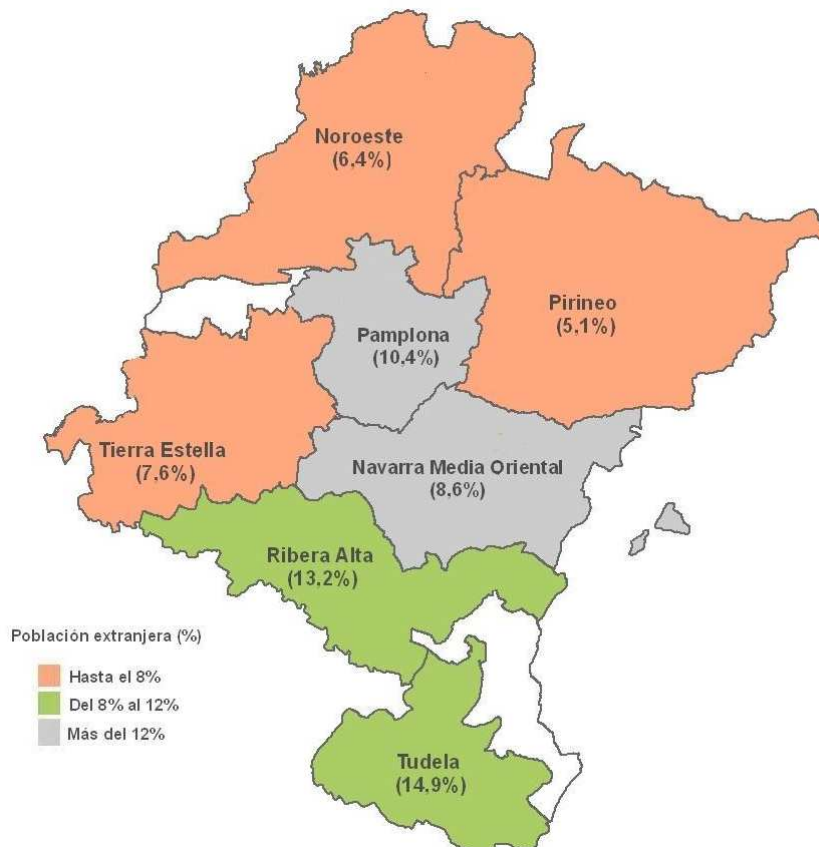 Noroeste
(6,4%)
Pirineo
(5,1%)
Pamplona
(10,4%)
Tierra Estella
(7,6%)
Navarra Media Oriental
(8,6%)
Ribera Alta
(13,2%)
Población extranjera (%)
Hasta el 8%
Del 8% al 12%
Más del 12%
Tudela
(14,9%)